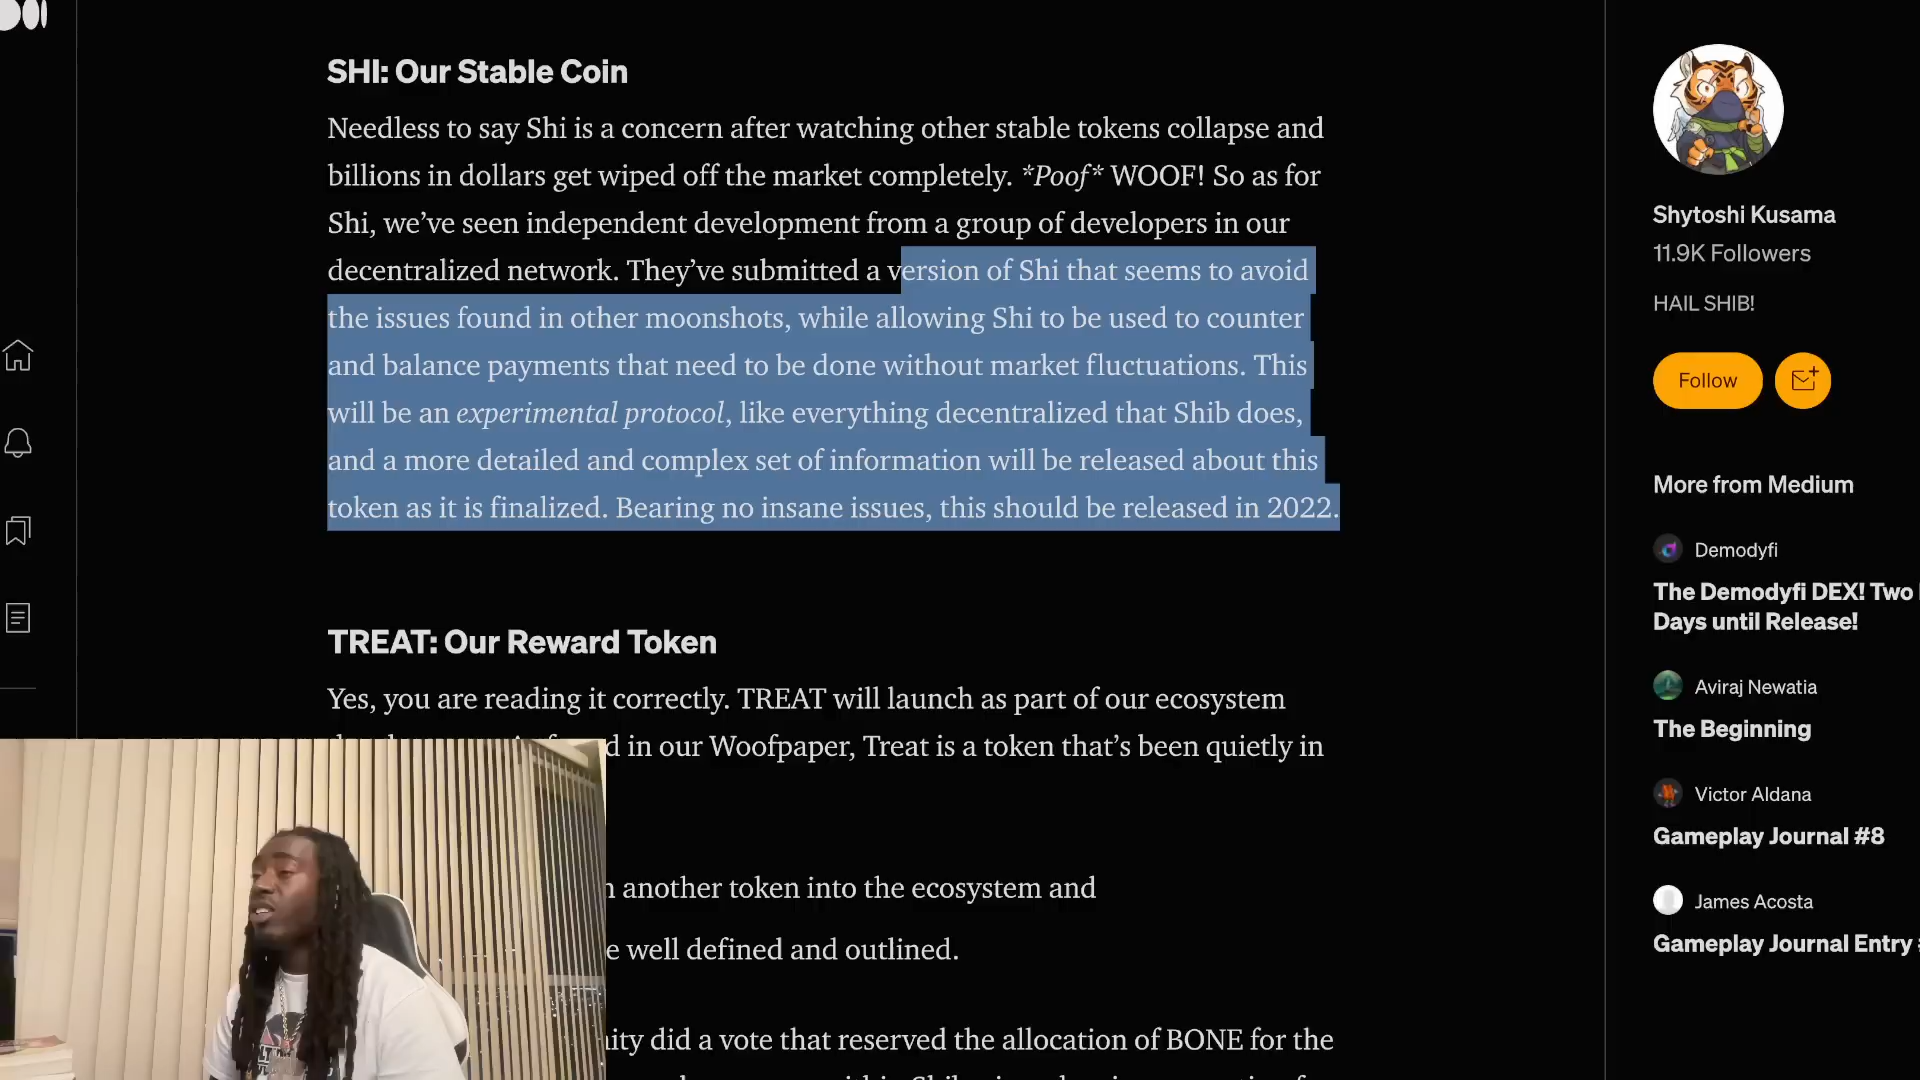 SHI: Our Stable Coin
Needless to say Shi is a concern after watching other stable tokens collapse and
billions in dollars get wiped off the market completely. *Poof* WOOF! So as for
Shi, we’ve seen independent development from a group of developers in our
decentralized network. They’ve submitted a version of Shi that seems to avoid
the issues found in other moonshots, while allowing Shi to be used to counter
and balance payments that need to be done without market fluctuations. This
will be an experimental protocol, like everything decentralized that Shib does,
and a more detailed and complex set of information will be released about this
token as it is finalized. Bearing no insane issues, this should be released in 2022.
TREAT: Our Reward Token
Yes, you are reading it correctly. TREAT will launch as part of our ecosystem
in our Woofpaper, Treat is a token that’s been quietly in
another token into the ecosystem and
well defined and outlined.
did a vote that reserved the allocation of BONE for the
Shytoshi Kusama
11.9K Followers
HAIL SHIB!
Follow
More from Medium
Demodyfi
The Demodyfi DEX! Two
Days until Release!
Aviraj Newatia
The Beginning
Victor Aldana
Gameplay Journal #8
James Acosta
Gameplay Journal Entry